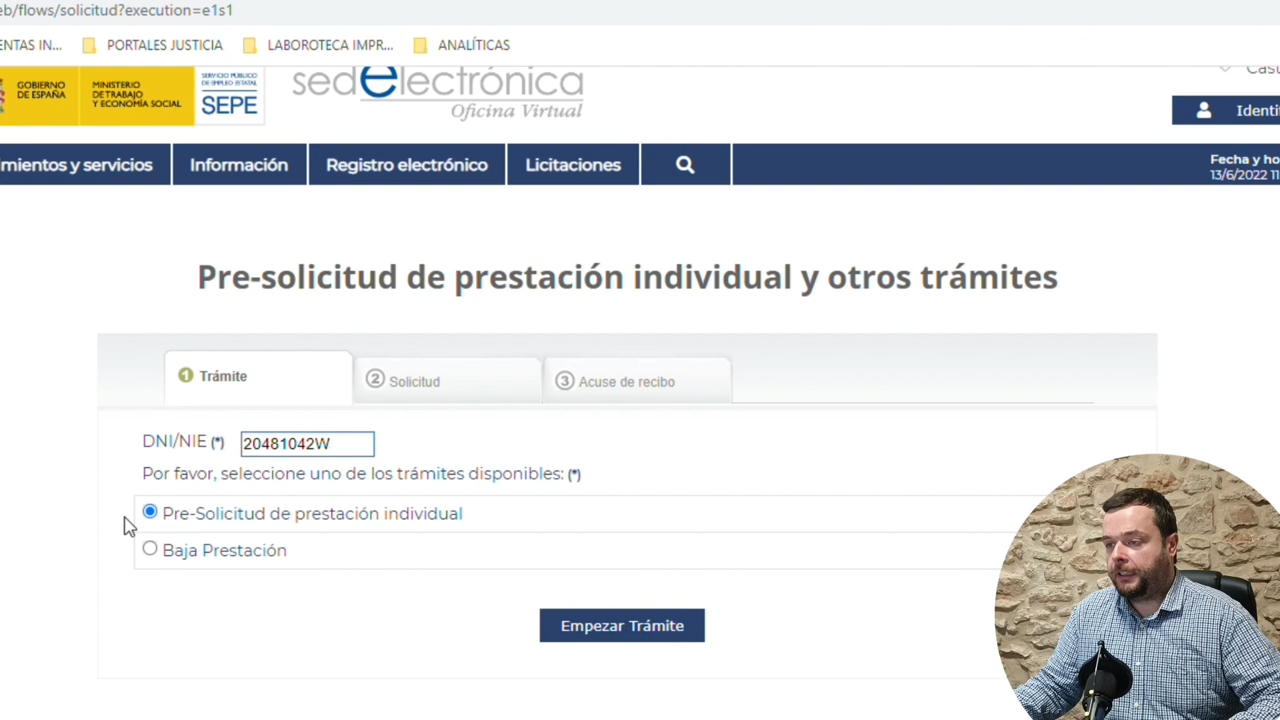 eb/flows/solicitud?execution=e1s1
ENTAS IN... PORTALES JUSTICIA LABOROTECA IMPR... ANALÍTICAS
GOBIERNO
DE ESPAÑA
MINISTERIO
DE TRABAJO
Y ECONOMÍA SOCIAL
SERVICIO PÚBLICO
DE EMPLEO ESTATAL
SEPE
sedelectrónica
Oficina Virtual
Cast
Identi
mientos y servicios Información Registro electrónico Licitaciones
Fecha y ho
13/6/2022 11
Pre-solicitud de prestación individual y otros trámites
1 Trámite 2 Solicitud 3 Acuse de recibo
DNI/NIE (*) 20481042W
Por favor, seleccione uno de los trámites disponibles: (*)
Pre-Solicitud de prestación individual
Baja Prestación
Empezar Trámite